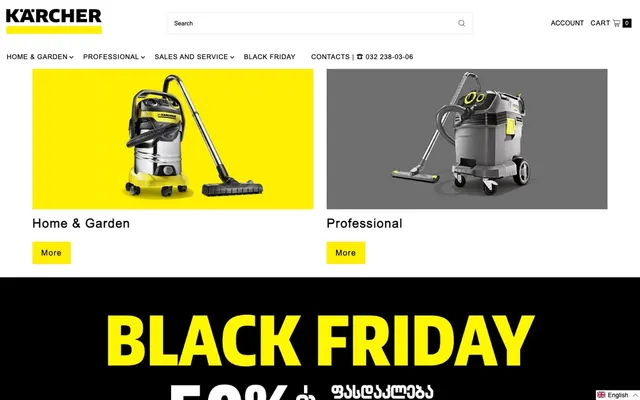 KÄRCHER
Search
ACCOUNT CART 0
HOME & GARDEN PROFESSIONAL SALES AND SERVICE BLACK FRIDAY CONTACTS | ☎ 032 238-03-06
Home & Garden
Professional
More
More
BLACK FRIDAY
ფასდაკლება
English